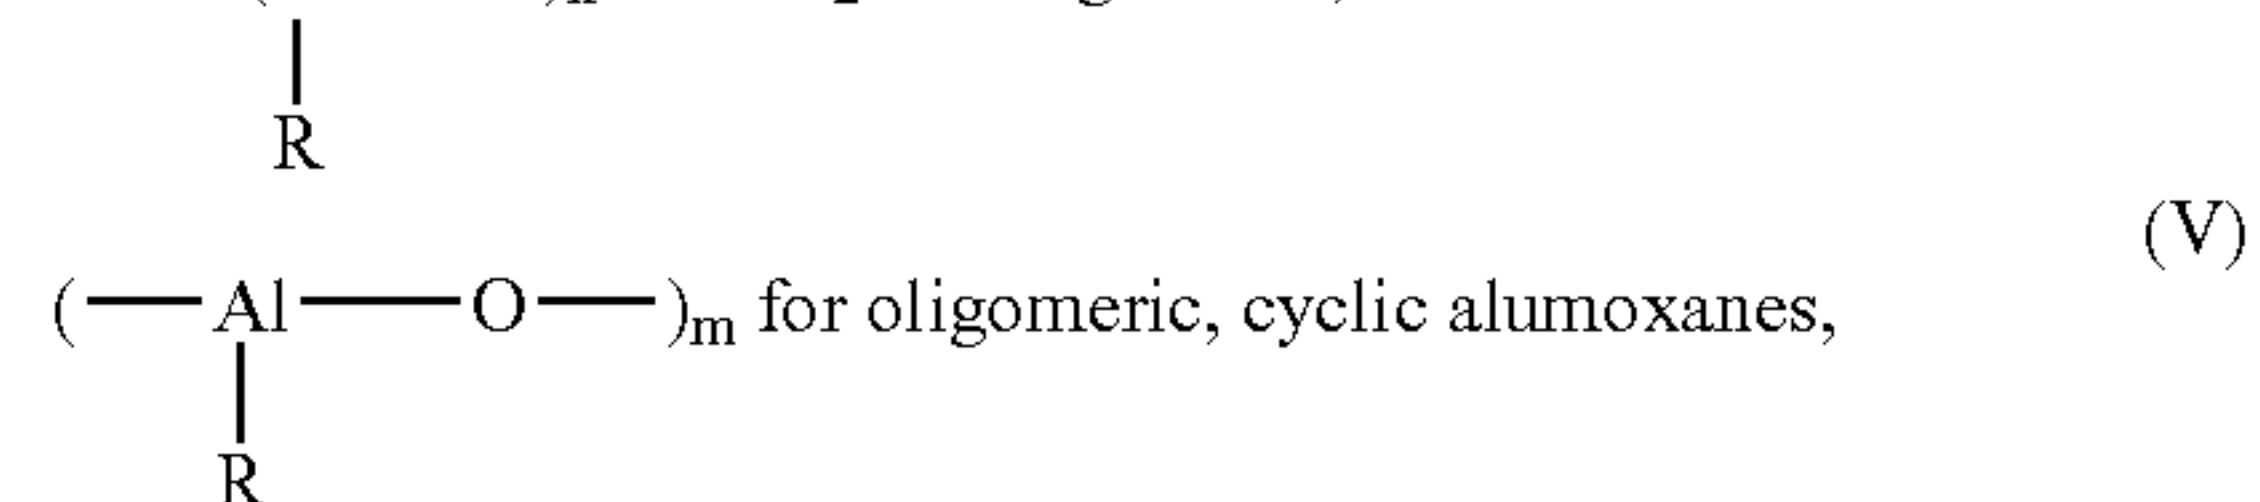 R
(V)
(—Al—O—)m for oligomeric, cyclic alumoxanes,
R